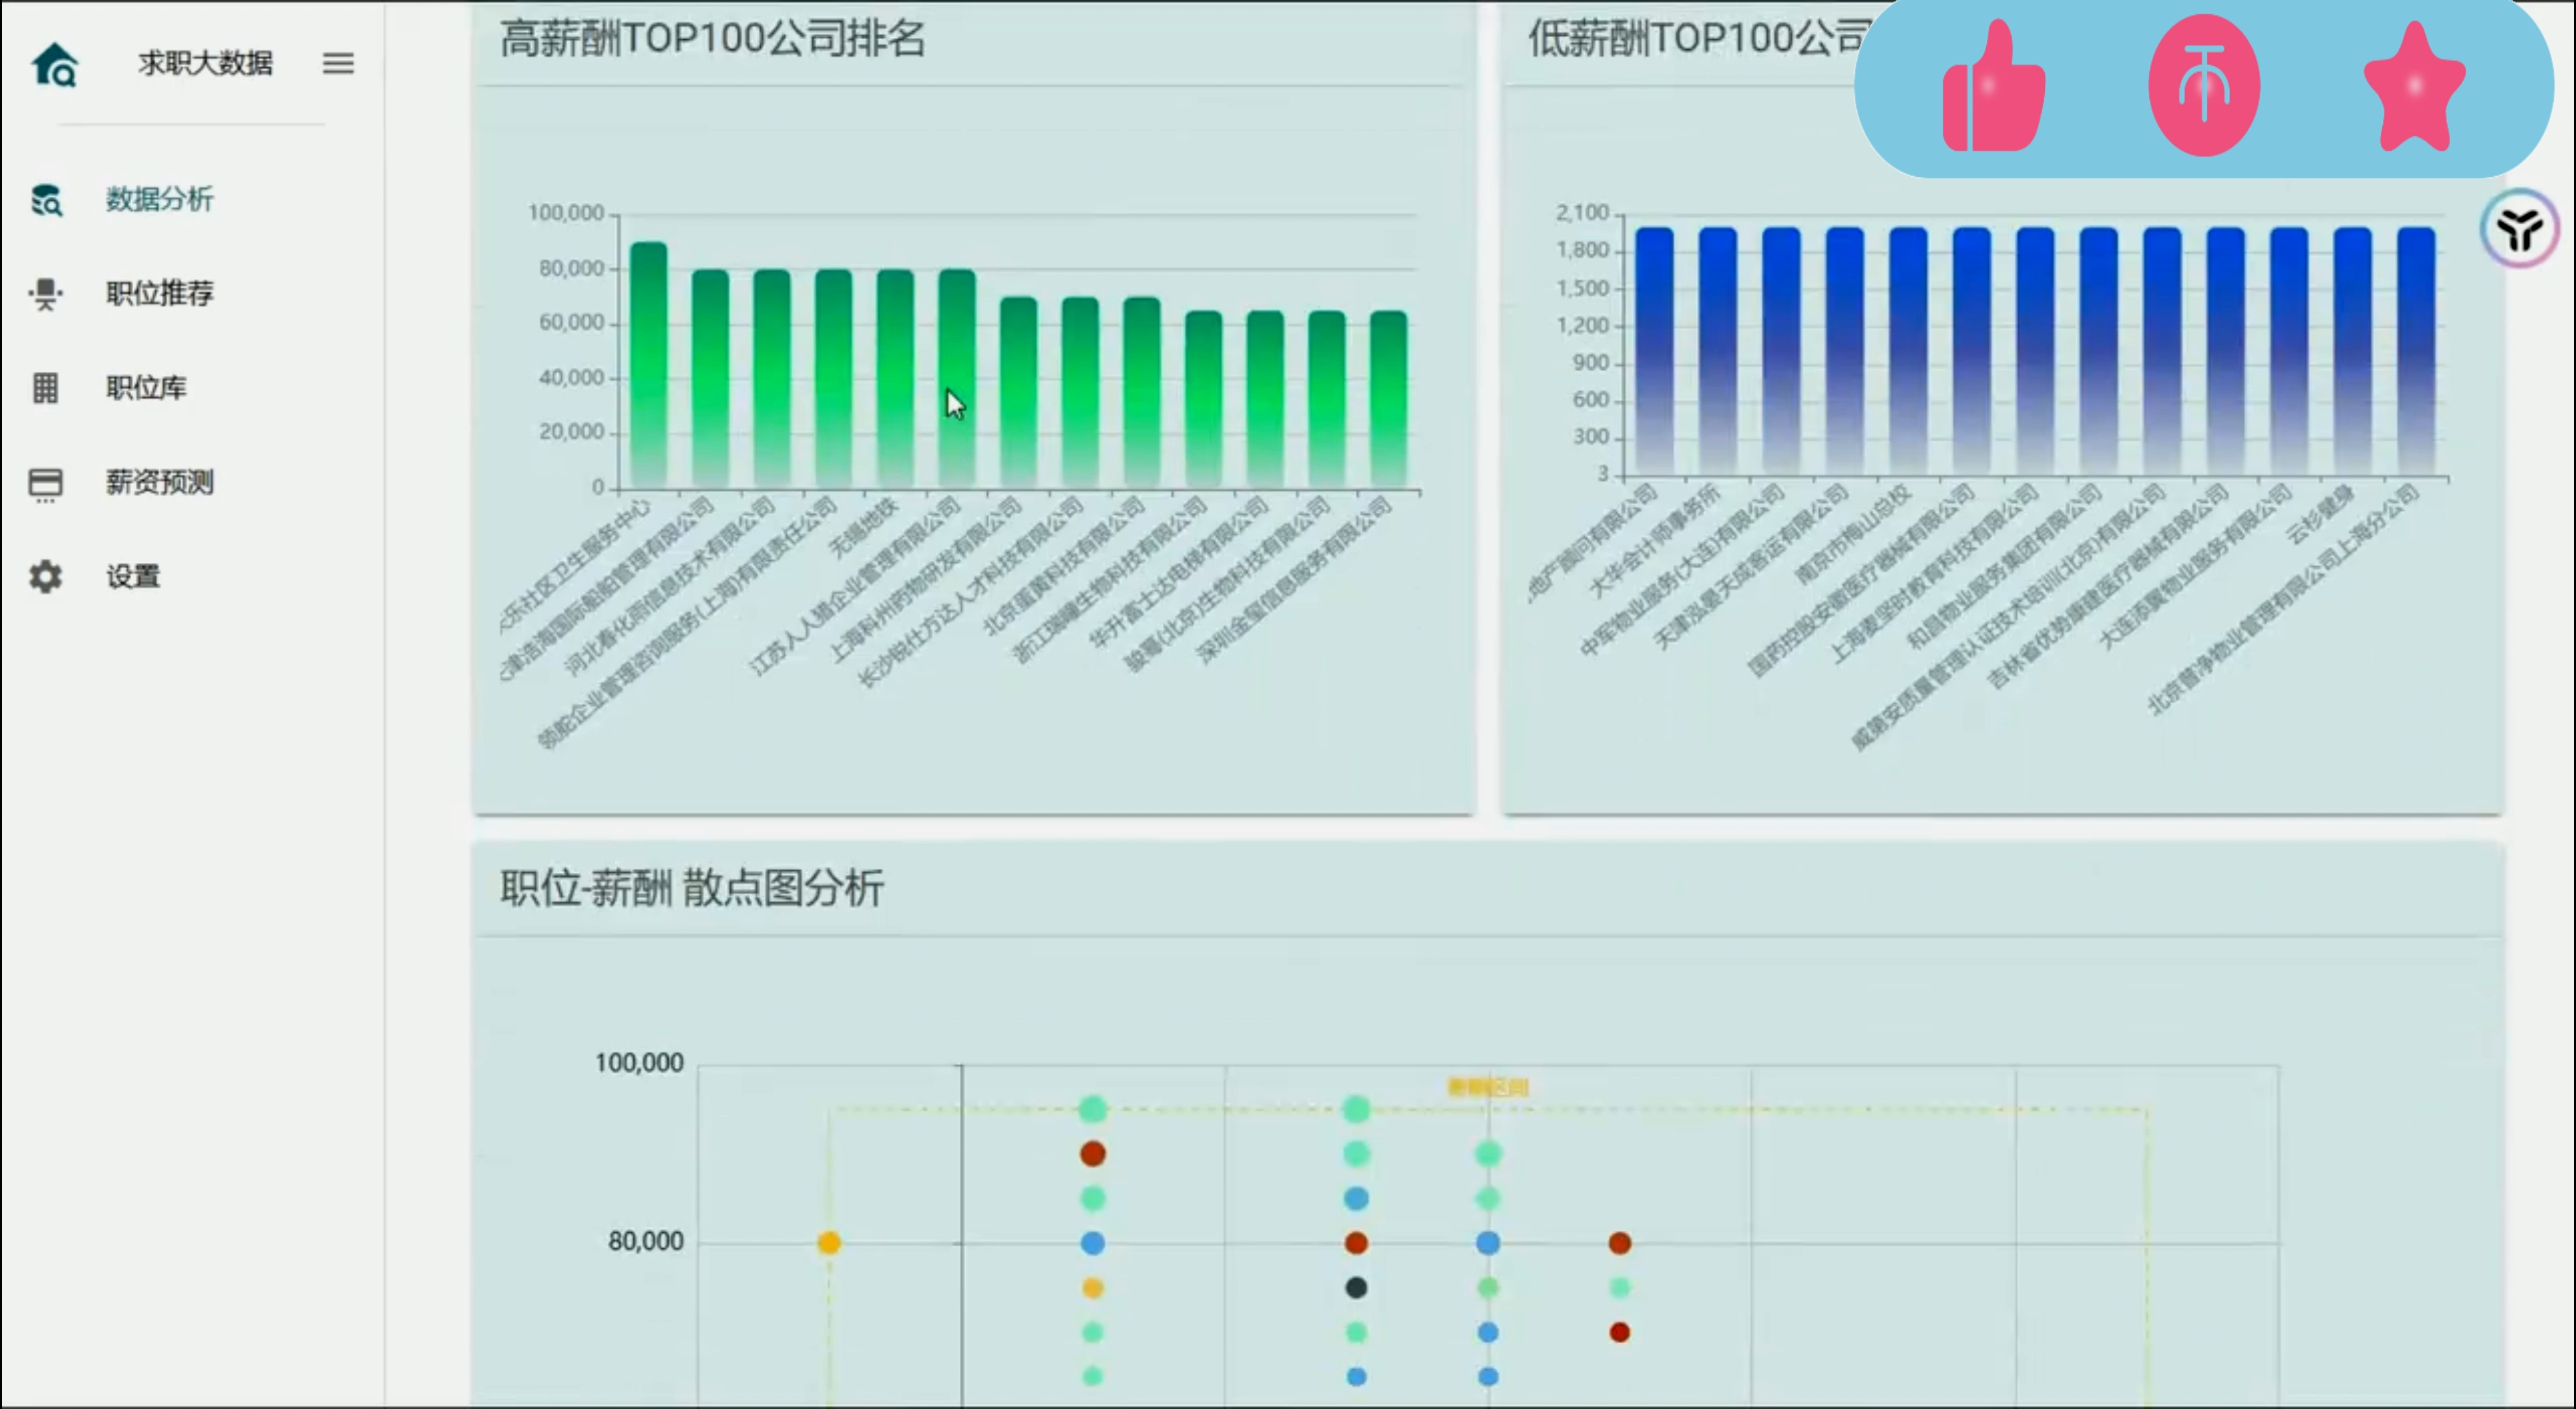 求职大数据
数据分析
职位推荐
职位库
薪资预测
设置
高薪酬TOP100公司排名
100,000
80,000
60,000
40,000
20,000
0
乐社区卫生服务中心
津浩海国际船舶管理有限公司
河北春化雨信息技术有限公司
领舵企业管理咨询服务(上海)有限责任公司
无锡地铁
江苏人人猎企业管理有限公司
上海科州药物研发有限公司
长沙锐仕方达人才科技有限公司
北京蛋黄科技有限公司
浙江瑞瞳生物科技有限公司
华升富士达电梯有限公司
骏哥(北京)生物科技有限公司
深圳金玺信息服务有限公司
低薪酬TOP100公司
2,100
1,800
1,500
1,200
900
600
300
3
地产顾问有限公司
大华会计师事务所
中军物业服务(大连)有限公司
天津泓昊天成客运有限公司
南京市梅山总校
国药控股安徽医疗器械有限公司
上海麦坚时教育科技有限公司
和昌物业服务集团有限公司
威第安质量管理认证技术培训(北京)有限公司
吉林省优势康建医疗器械有限公司
大连添翼物业服务有限公司
云杉健身
北京普净物业管理有限公司上海分公司
职位-薪酬 散点图分析
100,000
80,000
区间